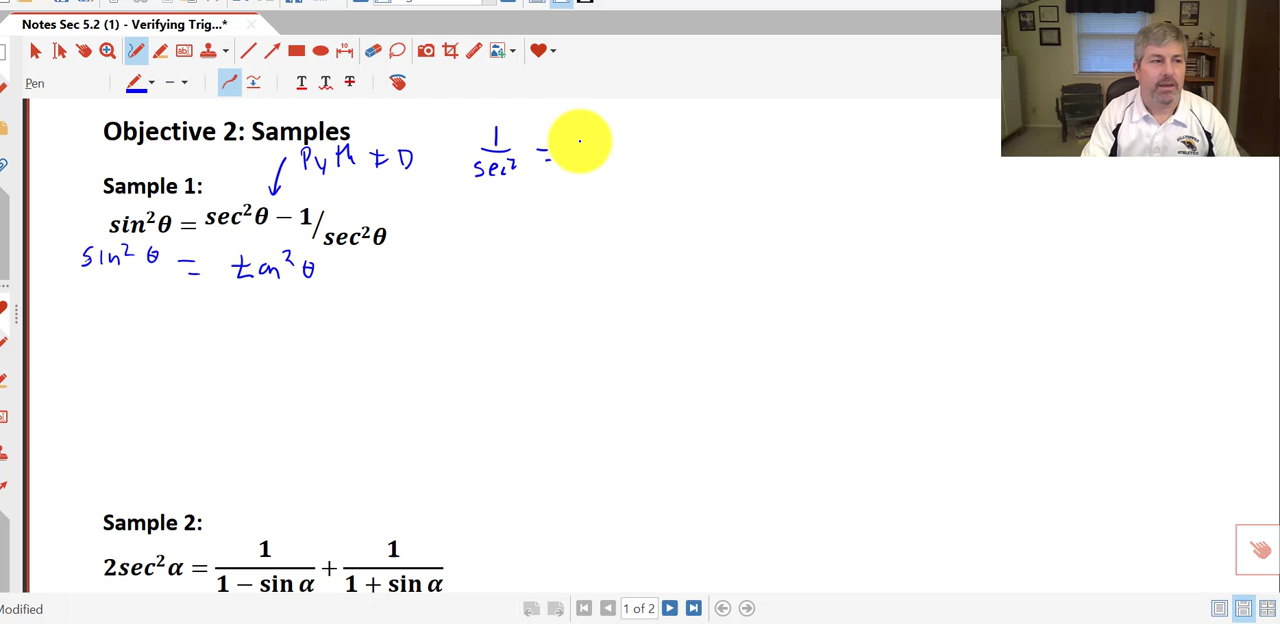 Notes Sec 5.2 (1) - Verifying Trig...*
Pen
Objective 2: Samples
Pyth ID
1/sec² =
Sample 1:
sin²θ = sec²θ − 1/sec²θ
sin²θ = tan²θ
Sample 2:
2sec²α = 1/(1 − sin α) + 1/(1 + sin α)
Modified
1 of 2